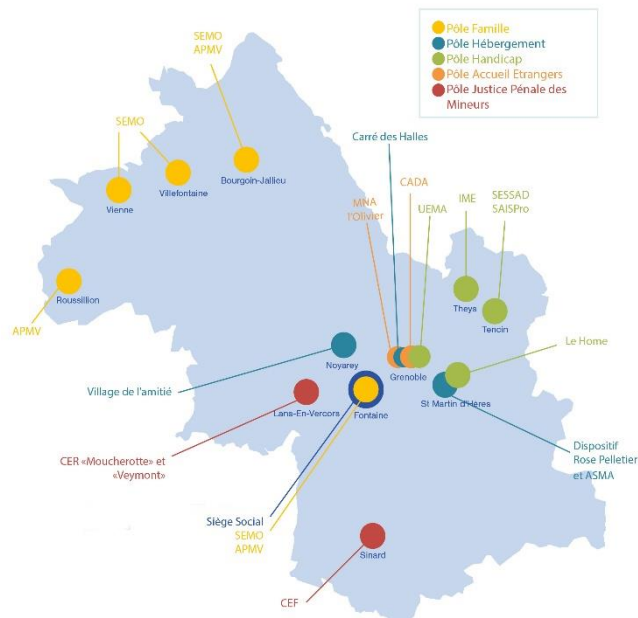 Pôle Famille
Pôle Hébergement
Pôle Handicap
Pôle Accueil Etrangers
Pôle Justice Pénale des
Mineurs
SEMO
APMV
SEMO
Bourgoin-Jallieu
Villefontaine
Vienne
Roussillion
APMV
Carré des Halles
CADA
MNA
l'Olivier
UEMA
IME
SESSAD
SAISPro
Theys
Tencin
Le Home
Noyarey
Grenoble
Village de l'amitié
Lans-En-Vercors
Fontaine
St Martin d'Hères
CER «Moucherotte» et
«Veymont»
Dispositif
Rose Pelletier
et ASMA
Siège Social
SEMO
APMV
Sinard
CEF